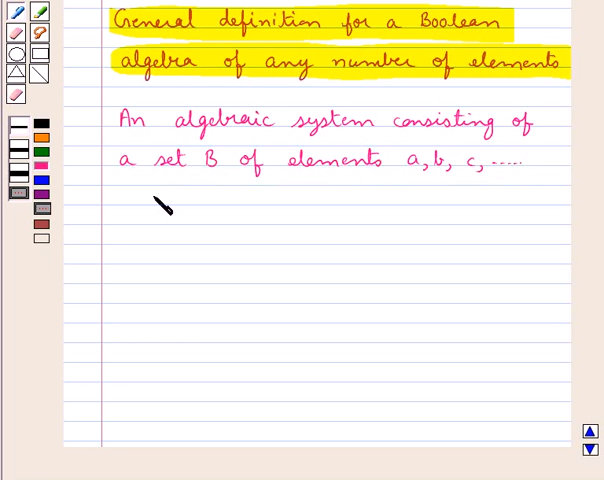 General definition for a Boolean
algebra of any number of elements
An algebraic system consisting of
a set B of elements a, b, c, .....